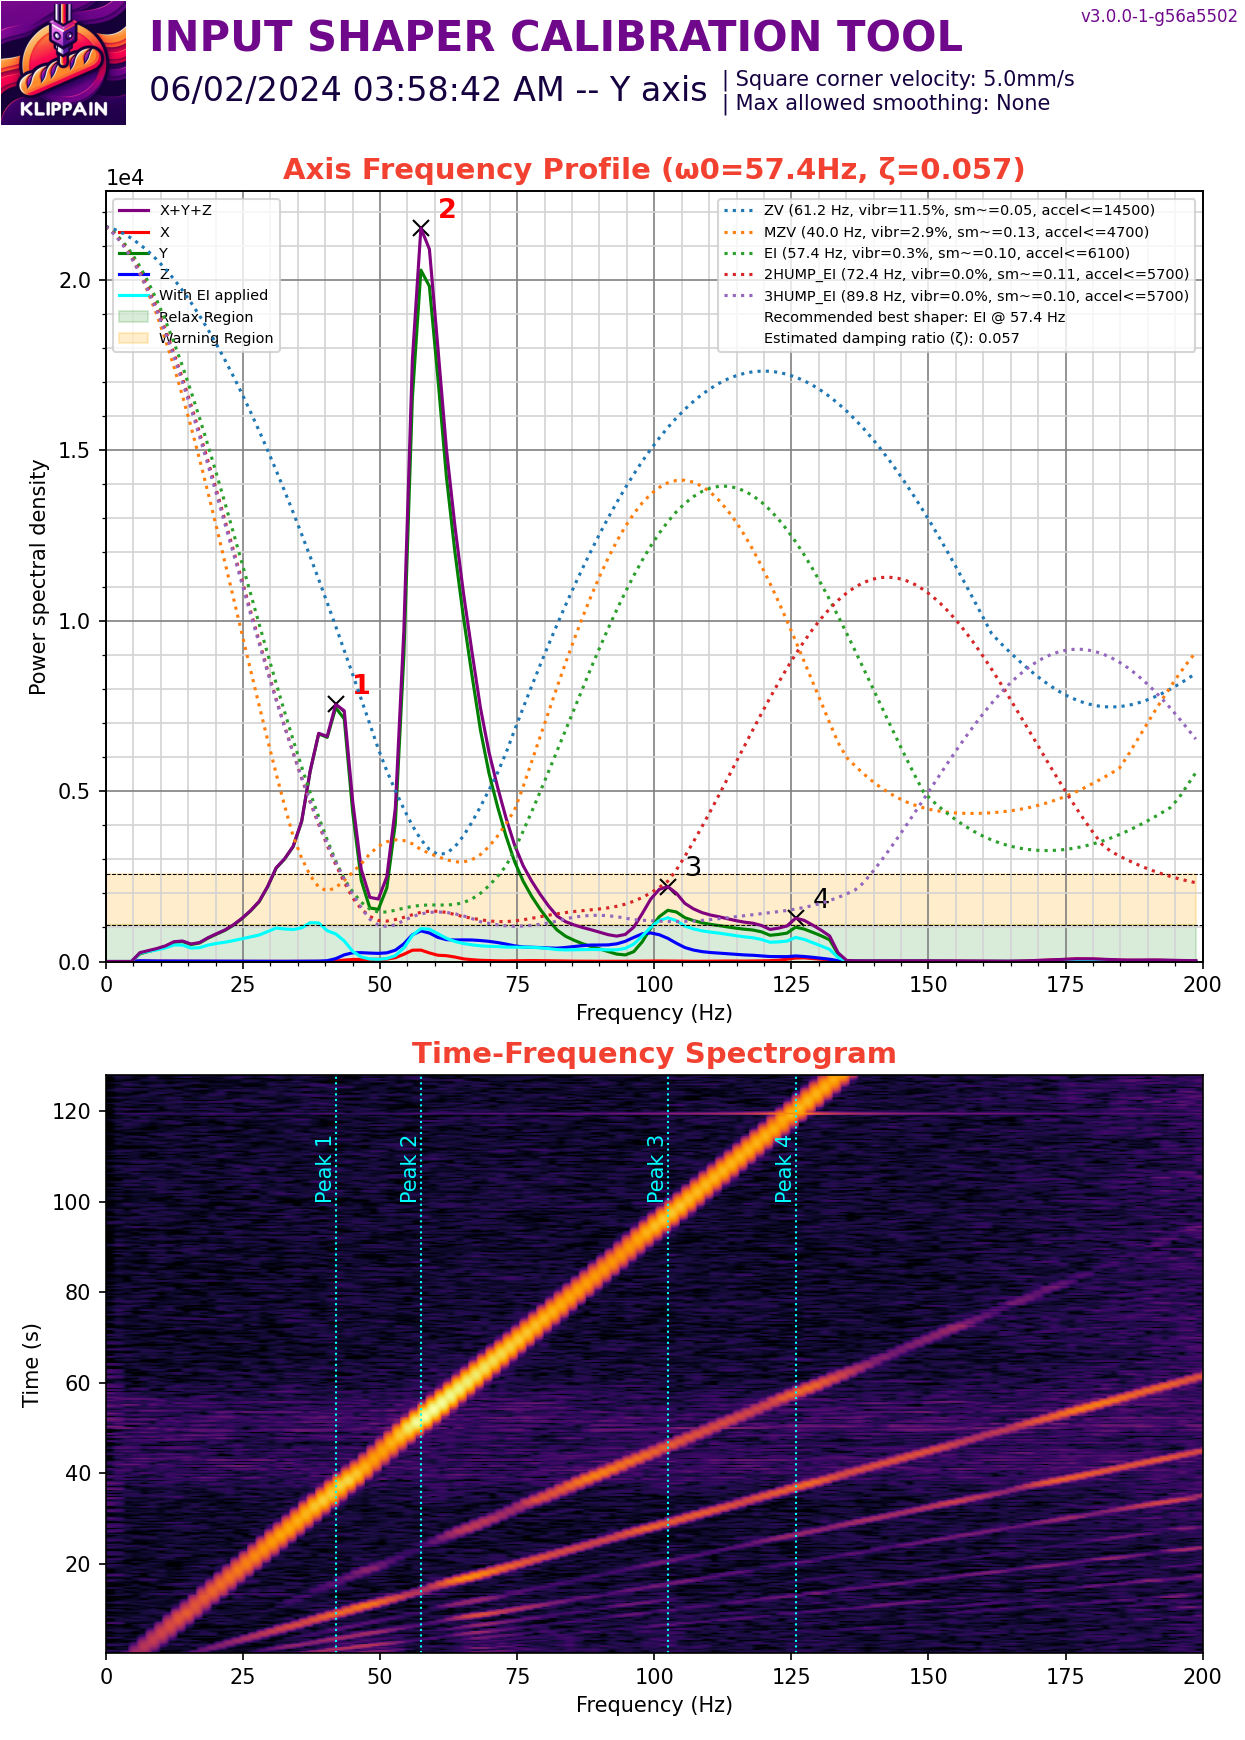 v3.0.0-1-g56a5502
INPUT SHAPER CALIBRATION TOOL
06/02/2024 03:58:42 AM -- Y axis
| Square corner velocity: 5.0mm/s
| Max allowed smoothing: None
KLIPPAIN
Axis Frequency Profile (ω0=57.4Hz, ζ=0.057)
1e4
X+Y+Z
X
Y
Z
With EI applied
Relax Region
Warning Region
ZV (61.2 Hz, vibr=11.5%, sm~=0.05, accel<=14500)
MZV (40.0 Hz, vibr=2.9%, sm~=0.13, accel<=4700)
EI (57.4 Hz, vibr=0.3%, sm~=0.10, accel<=6100)
2HUMP_EI (72.4 Hz, vibr=0.0%, sm~=0.11, accel<=5700)
3HUMP_EI (89.8 Hz, vibr=0.0%, sm~=0.10, accel<=5700)
Recommended best shaper: EI @ 57.4 Hz
Estimated damping ratio (ζ): 0.057
2
1
3
4
Power spectral density
2.0
1.5
1.0
0.5
0.0
0 25 50 75 100 125 150 175 200
Frequency (Hz)
Time-Frequency Spectrogram
Time (s)
120
100
80
60
40
20
Peak 1
Peak 2
Peak 3
Peak 4
0 25 50 75 100 125 150 175 200
Frequency (Hz)